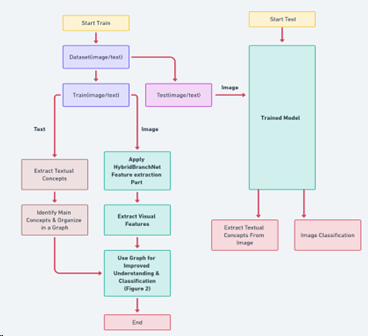 Start Train
Start Test
Dataset(image/text)
Image
Train(image/text)
Test(image/text)
Trained Model
Text
Image
Extract Textual
Concepts
Apply
HybridBranchNet
Feature extraction
Part
Identify Main
Concepts & Organize
in a Graph
Extract Visual
Features
Extract Textual
Concepts From
Image
Image Classification
Use Graph for
Improved
Understanding &
Classification
(Figure 2)
End